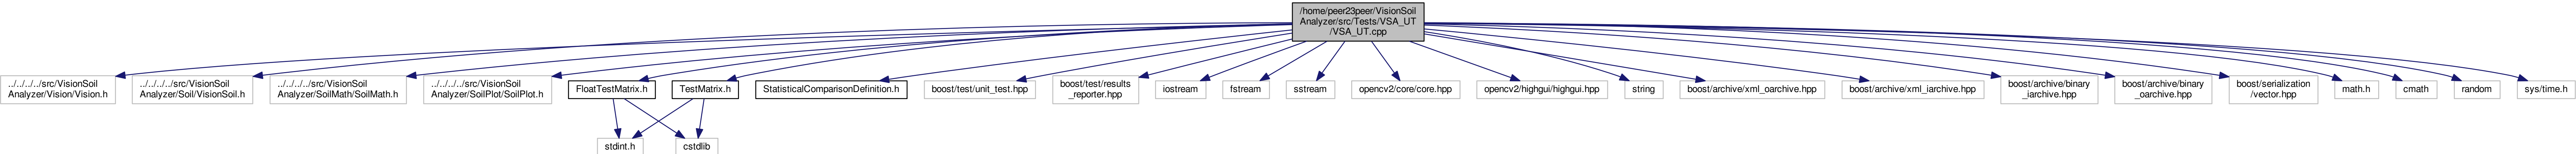 /home/peer23peer/VisionSoil
Analyzer/src/Tests/VSA_UT
/VSA_UT.cpp
../../../../src/VisionSoil
Analyzer/Vision/Vision.h
../../../../src/VisionSoil
Analyzer/Soil/VisionSoil.h
../../../../src/VisionSoil
Analyzer/SoilMath/SoilMath.h
../../../../src/VisionSoil
Analyzer/SoilPlot/SoilPlot.h
FloatTestMatrix.h
TestMatrix.h
StatisticalComparisonDefinition.h
boost/test/unit_test.hpp
boost/test/results
_reporter.hpp
iostream
fstream
sstream
opencv2/core/core.hpp
opencv2/highgui/highgui.hpp
string
boost/archive/xml_oarchive.hpp
boost/archive/xml_iarchive.hpp
boost/archive/binary
_iarchive.hpp
boost/archive/binary
_oarchive.hpp
boost/serialization
/vector.hpp
math.h
cmath
random
sys/time.h
stdint.h
cstdlib